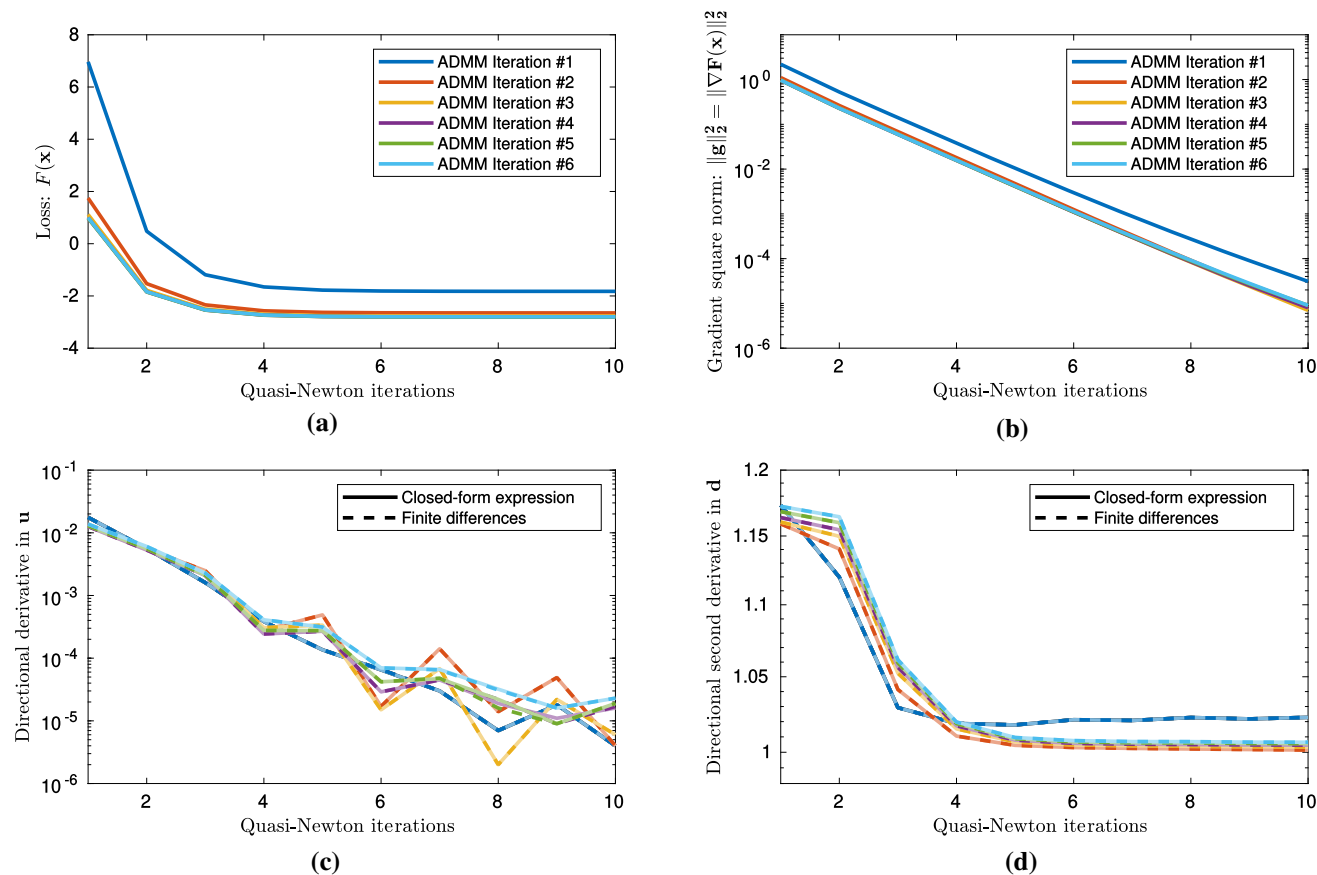 8
6
4
2
0
-2
-4
Loss: F(x)
2
4
6
8
10
Quasi-Newton iterations
ADMM Iteration #1
ADMM Iteration #2
ADMM Iteration #3
ADMM Iteration #4
ADMM Iteration #5
ADMM Iteration #6
(a)
10⁰
10⁻²
10⁻⁴
10⁻⁶
Gradient square norm: ‖g‖₂² = ‖∇F(x)‖₂²
2
4
6
8
10
Quasi-Newton iterations
ADMM Iteration #1
ADMM Iteration #2
ADMM Iteration #3
ADMM Iteration #4
ADMM Iteration #5
ADMM Iteration #6
(b)
10⁻¹
10⁻²
10⁻³
10⁻⁴
10⁻⁵
10⁻⁶
Directional derivative in u
2
4
6
8
10
Quasi-Newton iterations
Closed-form expression
Finite differences
(c)
1.2
1.15
1.1
1.05
1
Directional second derivative in d
2
4
6
8
10
Quasi-Newton iterations
Closed-form expression
Finite differences
(d)